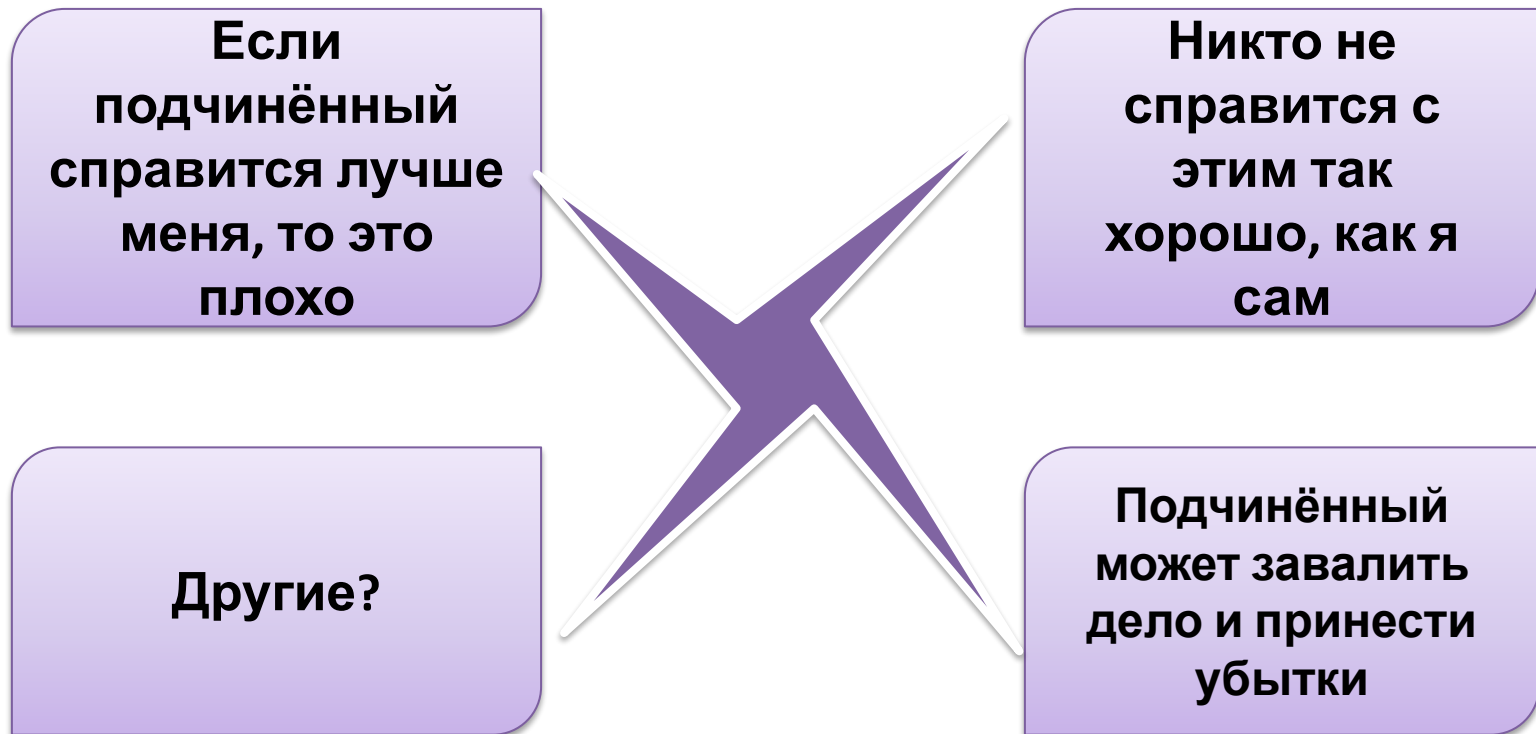 Если
подчинённый
справится лучше
меня, то это
плохо
Никто не
справится с
этим так
хорошо, как я
сам
Другие?
Подчинённый
может завалить
дело и принести
убытки